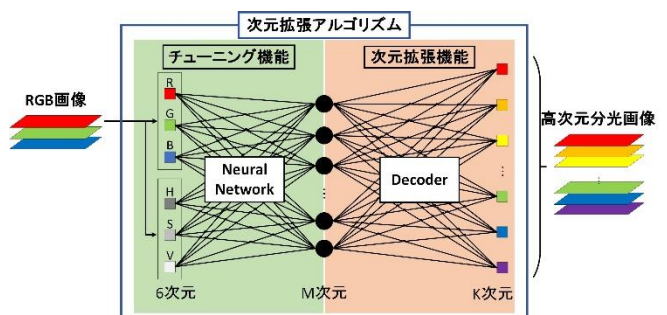 次元拡張アルゴリズム
チューニング機能
次元拡張機能
RGB画像
R
G
B
H
S
V
Neural
Network
Decoder
⋮
⋮
高次元分光画像
⋮
6次元
M次元
K次元